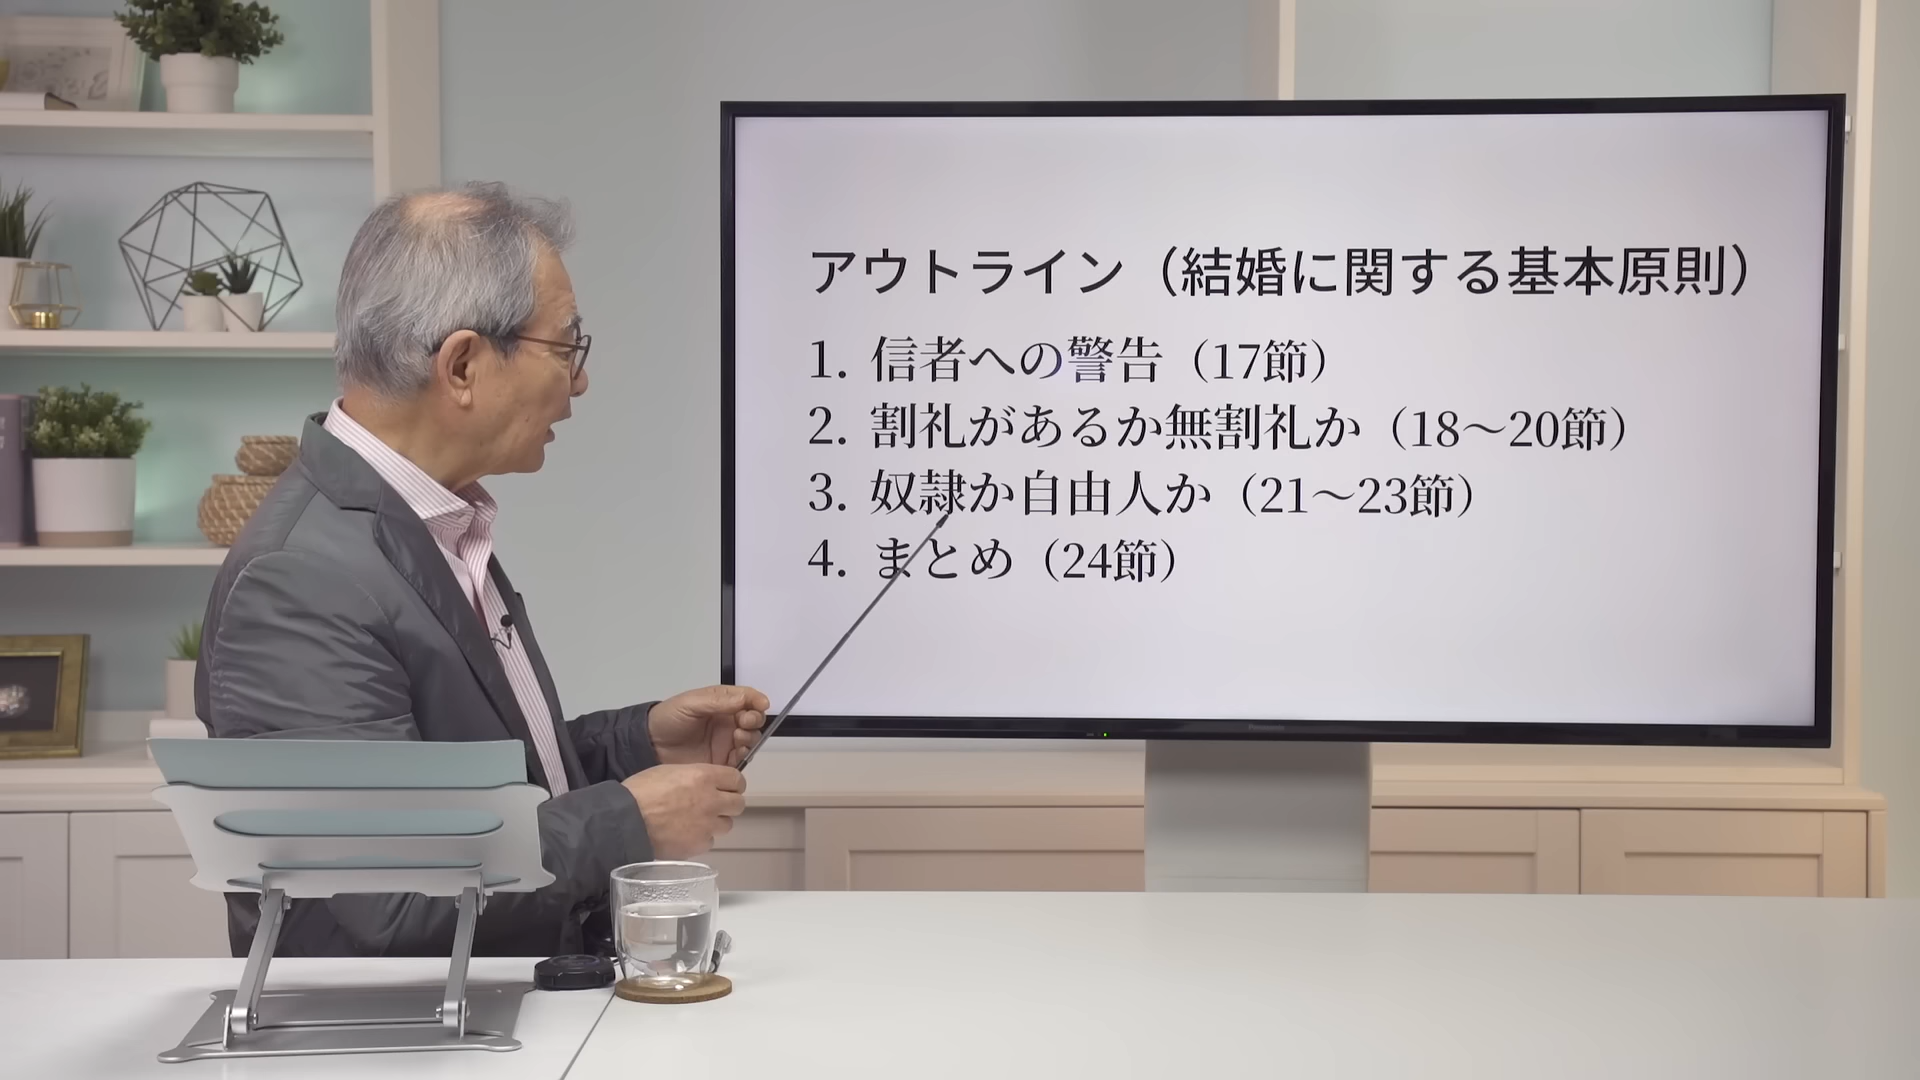 アウトライン（結婚に関する基本原則）
1. 信者への警告（17節）
2. 割礼があるか無割礼か（18〜20節）
3. 奴隷か自由人か（21〜23節）
4. まとめ（24節）